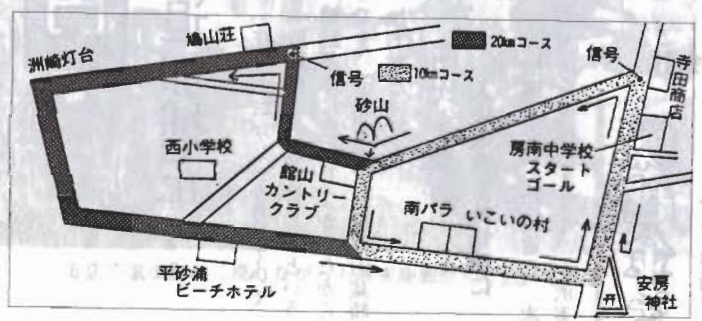 鳩山荘
20kmコース
洲崎灯台
信号
10kmコース
信号
寺田商店
砂山
西小学校
館山
カントリー
クラブ
房南中学校
スタート
ゴール
南パラ
いこいの村
平砂浦
ビーチホテル
安房
神社